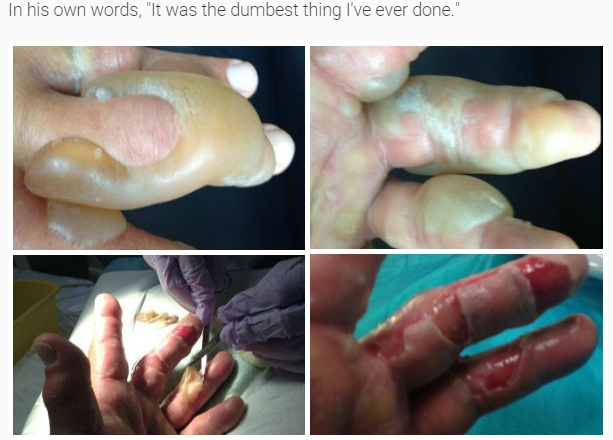 In his own words, "It was the dumbest thing I've ever done."